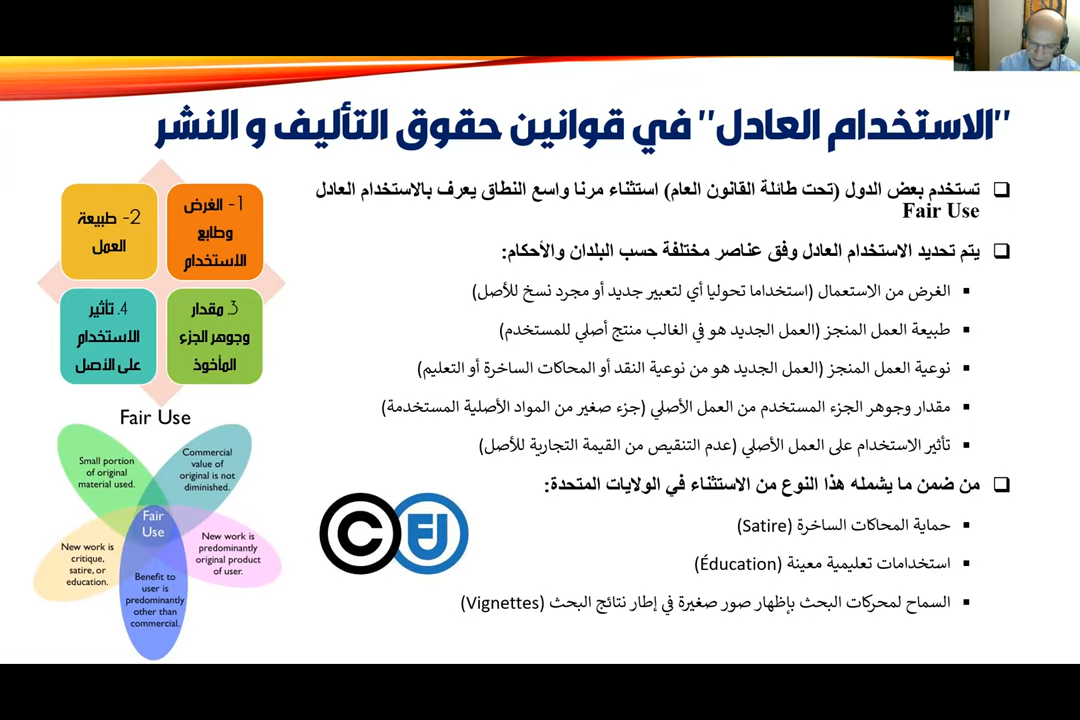 "الاستخدام العادل" في قوانين حقوق التأليف و النشر
تستخدم بعض الدول (تحت طائلة القانون العام) استثناء مرنا واسع النطاق يعرف بالاستخدام العادل
Fair Use
يتم تحديد الاستخدام العادل وفق عناصر مختلفة حسب البلدان والأحكام:
الغرض من الاستعمال (استخداما تحوليا أي لتعبير جديد أو مجرد نسخ للأصل)
طبيعة العمل المنجز (العمل الجديد هو في الغالب منتج أصلي للمستخدم)
نوعية العمل المنجز (العمل الجديد هو من نوعية النقد أو المحاكات الساخرة أو التعليم)
مقدار وجوهر الجزء المستخدم من العمل الأصلي (جزء صغير من المواد الأصلية المستخدمة)
تأثير الاستخدام على العمل الأصلي (عدم التنقيص من القيمة التجارية للأصل)
من ضمن ما يشمله هذا النوع من الاستثناء في الولايات المتحدة:
حماية المحاكات الساخرة (Satire)
استخدامات تعليمية معينة (Éducation)
السماح لمحركات البحث بإظهار صور صغيرة في إطار نتائج البحث (Vignettes)
1- الغرض
وطابع
الاستخدام
2- طبيعة
العمل
3. مقدار
وجوهر الجزء
المأخوذ
4. تأثير
الاستخدام
على الأصل
Fair Use
Small portion
of original
material used.
Commercial
value of
original is not
diminished.
Fair
Use
New work is
critique,
satire, or
education.
New work is
predominantly
original product
of user.
Benefit to
user is
predominantly
other than
commercial.
C